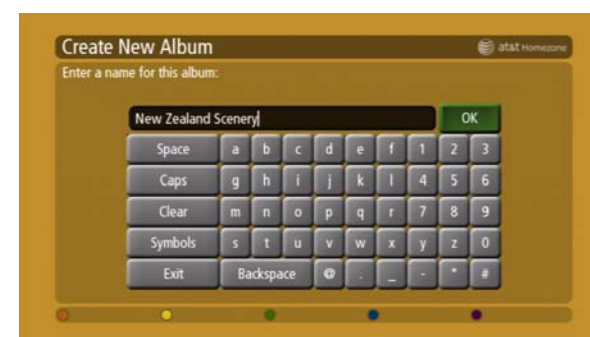 Create New Album
at&t Homezone
Enter a name for this album:
New Zealand Scenery
OK
Space a b c d e f 1 2 3
Caps g h i j k l 4 5 6
Clear m n o p q r 7 8 9
Symbols s t u v w x y z 0
Exit Backspace @ . _ - * #